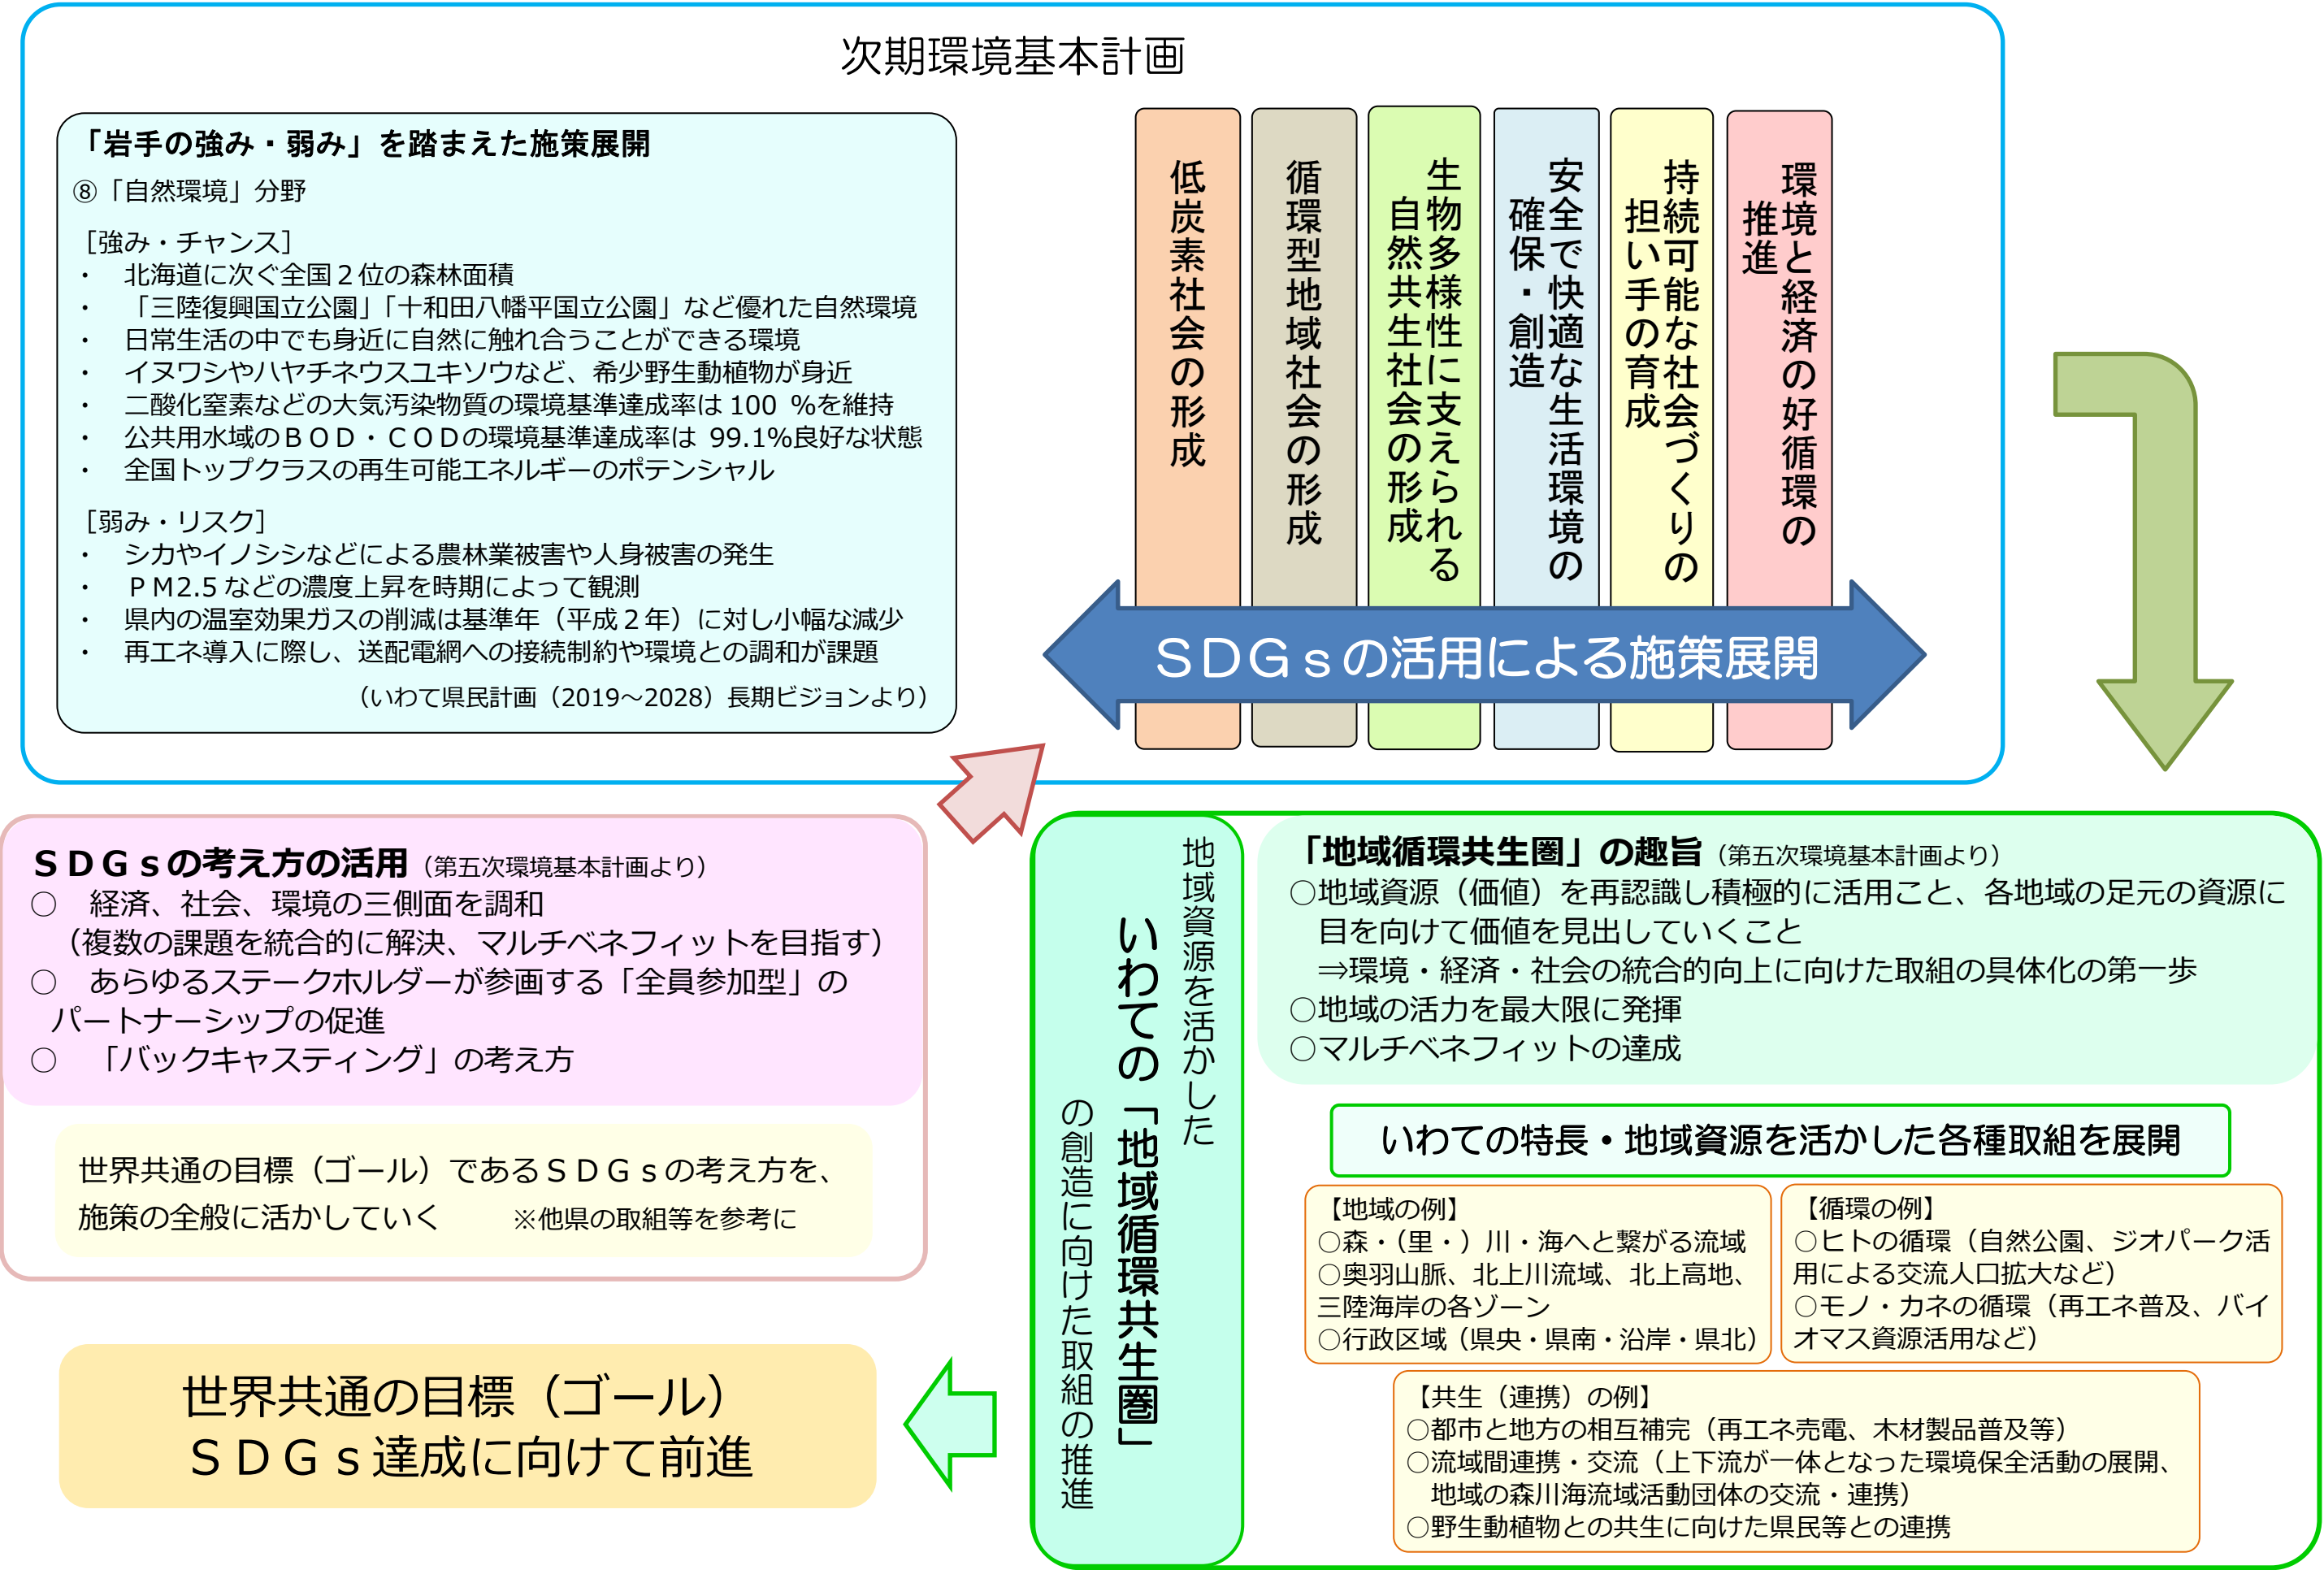 次期環境基本計画
「岩手の強み・弱み」を踏まえた施策展開
⑧「自然環境」分野
［強み・チャンス］
・　北海道に次ぐ全国２位の森林面積
・　「三陸復興国立公園」「十和田八幡平国立公園」など優れた自然環境
・　日常生活の中でも身近に自然に触れ合うことができる環境
・　イヌワシやハヤチネウスユキソウなど、希少野生動植物が身近
・　二酸化窒素などの大気汚染物質の環境基準達成率は 100 %を維持
・　公共用水域のＢＯＤ・ＣＯＤの環境基準達成率は 99.1%良好な状態
・　全国トップクラスの再生可能エネルギーのポテンシャル
［弱み・リスク］
・　シカやイノシシなどによる農林業被害や人身被害の発生
・　ＰＭ2.5 などの濃度上昇を時期によって観測
・　県内の温室効果ガスの削減は基準年（平成２年）に対し小幅な減少
・　再エネ導入に際し、送配電網への接続制約や環境との調和が課題
（いわて県民計画（2019～2028）長期ビジョンより）
低炭素社会の形成
循環型地域社会の形成
生物多様性に支えられる
自然共生社会の形成
安全で快適な生活環境の
確保・創造
持続可能な社会づくりの
担い手の育成
環境と経済の好循環の
推進
ＳＤＧｓの活用による施策展開
ＳＤＧｓの考え方の活用（第五次環境基本計画より）
○　経済、社会、環境の三側面を調和
（複数の課題を統合的に解決、マルチベネフィットを目指す）
○　あらゆるステークホルダーが参画する「全員参加型」の
パートナーシップの促進
○　「バックキャスティング」の考え方
世界共通の目標（ゴール）であるＳＤＧｓの考え方を、
施策の全般に活かしていく　　※他県の取組等を参考に
世界共通の目標（ゴール）
ＳＤＧｓ達成に向けて前進
地域資源を活かした
いわての「地域循環共生圏」
の創造に向けた取組の推進
「地域循環共生圏」の趣旨（第五次環境基本計画より）
○地域資源（価値）を再認識し積極的に活用こと、各地域の足元の資源に
目を向けて価値を見出していくこと
⇒環境・経済・社会の統合的向上に向けた取組の具体化の第一歩
○地域の活力を最大限に発揮
○マルチベネフィットの達成
いわての特長・地域資源を活かした各種取組を展開
【地域の例】
○森・（里・）川・海へと繋がる流域
○奥羽山脈、北上川流域、北上高地、
三陸海岸の各ゾーン
○行政区域（県央・県南・沿岸・県北）
【循環の例】
○ヒトの循環（自然公園、ジオパーク活
用による交流人口拡大など）
○モノ・カネの循環（再エネ普及、バイ
オマス資源活用など）
【共生（連携）の例】
○都市と地方の相互補完（再エネ売電、木材製品普及等）
○流域間連携・交流（上下流が一体となった環境保全活動の展開、
地域の森川海流域活動団体の交流・連携）
○野生動植物との共生に向けた県民等との連携